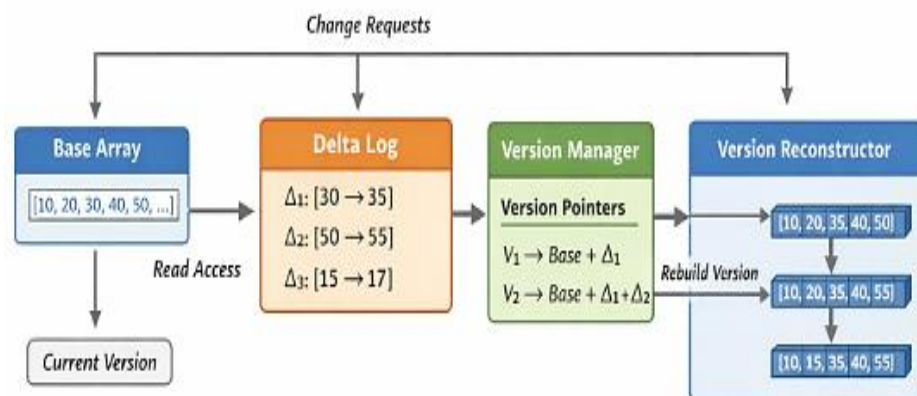 Change Requests
Base Array
[10, 20, 30, 40, 50, ...]
Read Access
Current Version
Delta Log
Δ₁: [30 → 35]
Δ₂: [50 → 55]
Δ₃: [15 → 17]
Version Manager
Version Pointers
V₁ → Base + Δ₁
V₂ → Base + Δ₁+Δ₂
Rebuild Version
Version Reconstructor
[10, 20, 35, 40, 50]
[10, 20, 35, 40, 55]
[10, 15, 35, 40, 55]